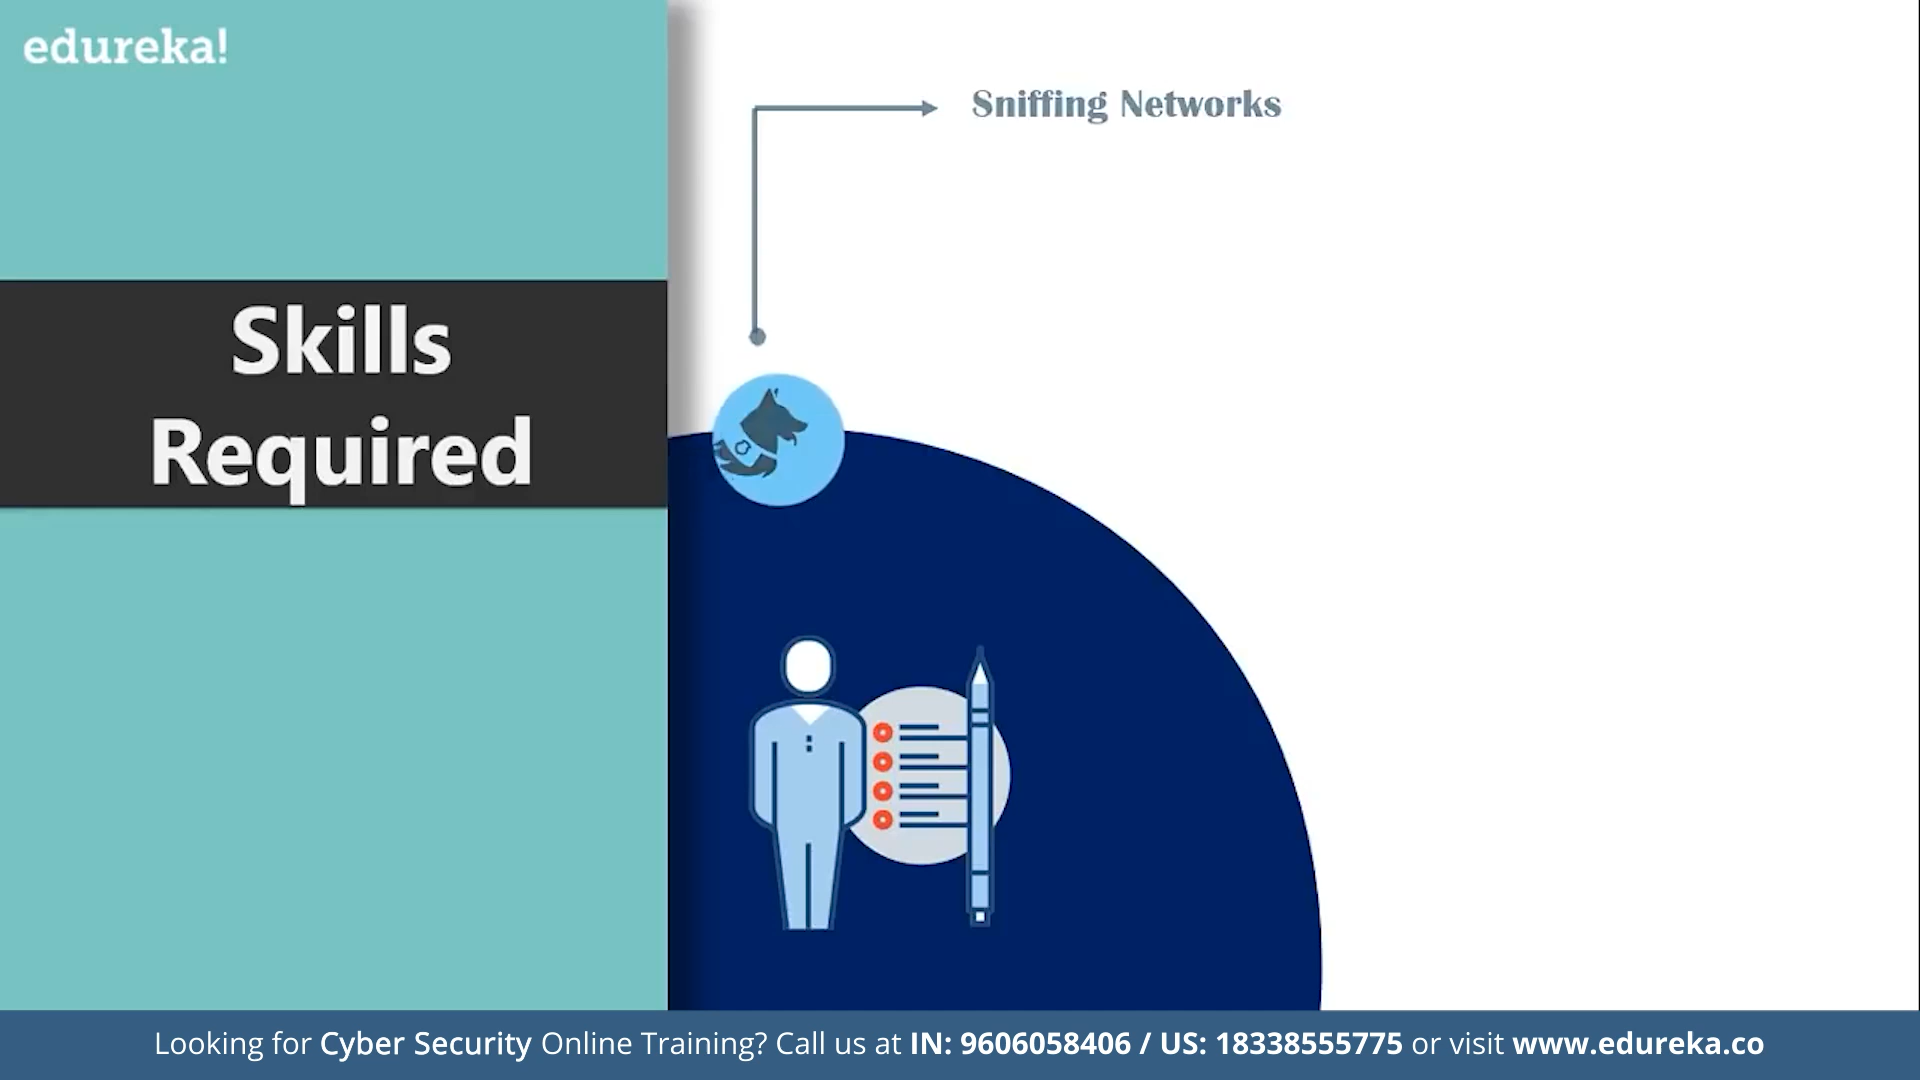 edureka!
Sniffing Networks
Skills
Required
Looking for Cyber Security Online Training? Call us at IN: 9606058406 / US: 18338555775 or visit www.edureka.co